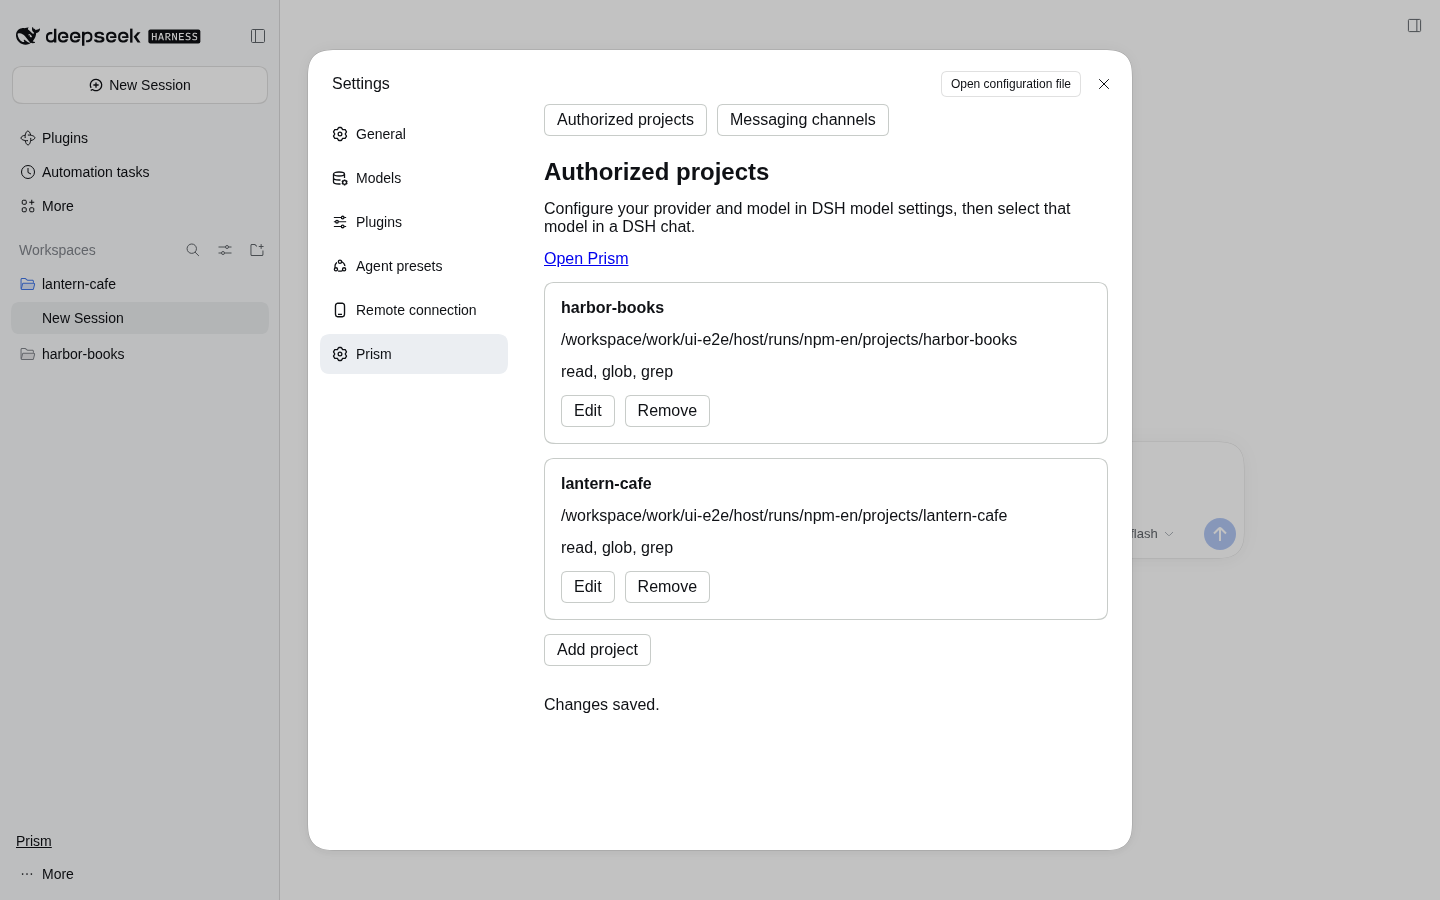 deepseek HARNESS
New Session
Plugins
Automation tasks
More
Workspaces
lantern-cafe
New Session
harbor-books
Prism
More
Settings
Open configuration file
General
Models
Plugins
Agent presets
Remote connection
Prism
Authorized projects
Messaging channels
Authorized projects
Configure your provider and model in DSH model settings, then select that
model in a DSH chat.
Open Prism
harbor-books
/workspace/work/ui-e2e/host/runs/npm-en/projects/harbor-books
read, glob, grep
Edit
Remove
lantern-cafe
/workspace/work/ui-e2e/host/runs/npm-en/projects/lantern-cafe
read, glob, grep
Edit
Remove
Add project
Changes saved.
flash